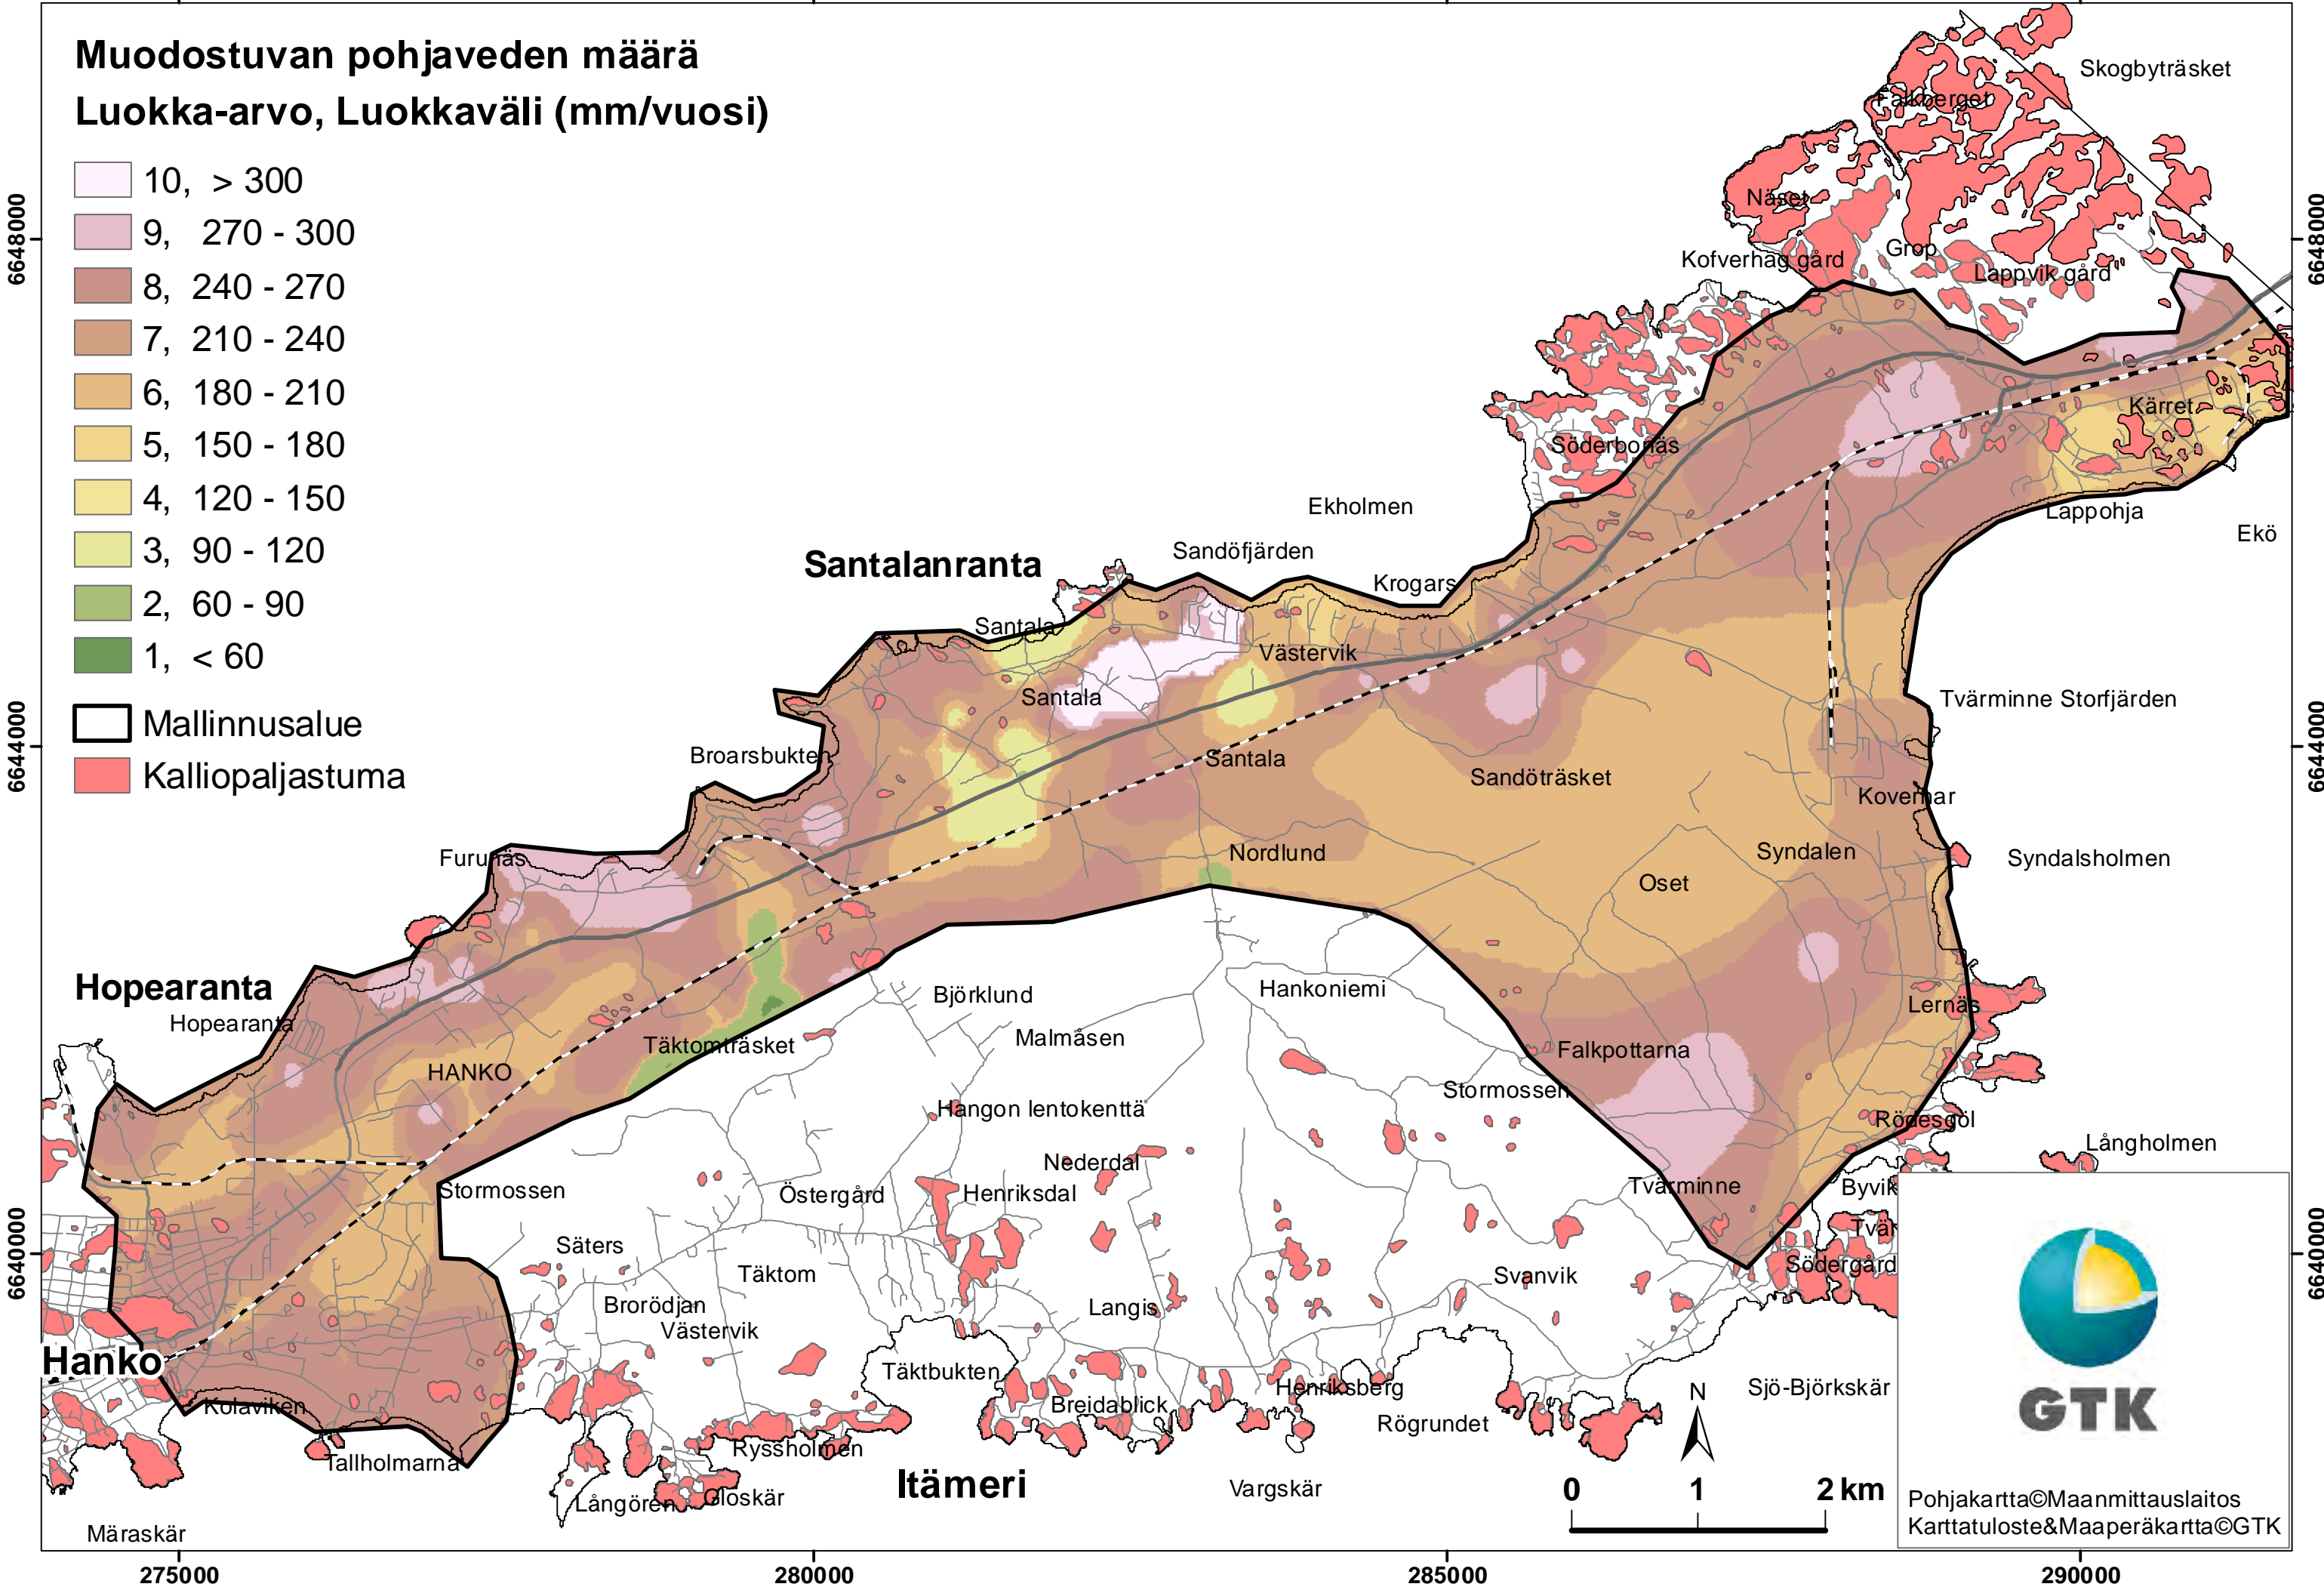 Muodostuvan pohjaveden määrä
Luokka-arvo, Luokkaväli (mm/vuosi)
10, > 300
9, 270 - 300
8, 240 - 270
7, 210 - 240
6, 180 - 210
5, 150 - 180
4, 120 - 150
3, 90 - 120
2, 60 - 90
1, < 60
Mallinnusalue
Kalliopaljastuma
Skogbyträsket
Falkberget
Näset
Kofverhag gård
Grop
Lappvik gård
6648000
6648000
Kärret
Söderbonäs
Ekholmen
Lappohja
Ekö
Santalanranta
Sandöfjärden
Krogars
Santala
Västervik
Santala
Tvärminne Storfjärden
6644000
6644000
Broarsbukten
Santala
Sandöträsket
Koverhar
Furunäs
Nordlund
Syndalen
Syndalsholmen
Oset
Hopearanta
Hopearanta
Björklund
Hankoniemi
Lernäs
Täktomträsket
Malmåsen
Falkpottarna
HANKO
Stormossen
Hangon lentokenttä
Rödesgöl
Långholmen
Nederdal
Stormossen
Östergård
Henriksdal
Tvärminne
Byvik
Tvär
6640000
6640000
Säters
Täktom
Svanvik
Södergård
Brorödjan
Langis
Västervik
Hanko
Täktbukten
Henriksberg
N
Sjö-Björkskär
Kolaviken
Breidablick
Rögrundet
GTK
Ryssholmen
Tallholmarna
Itämeri
Vargskär
0 1 2 km
Långören
Gloskär
Pohjakartta©Maanmittauslaitos
Karttatuloste&Maaperäkartta©GTK
Märaskär
275000
280000
285000
290000